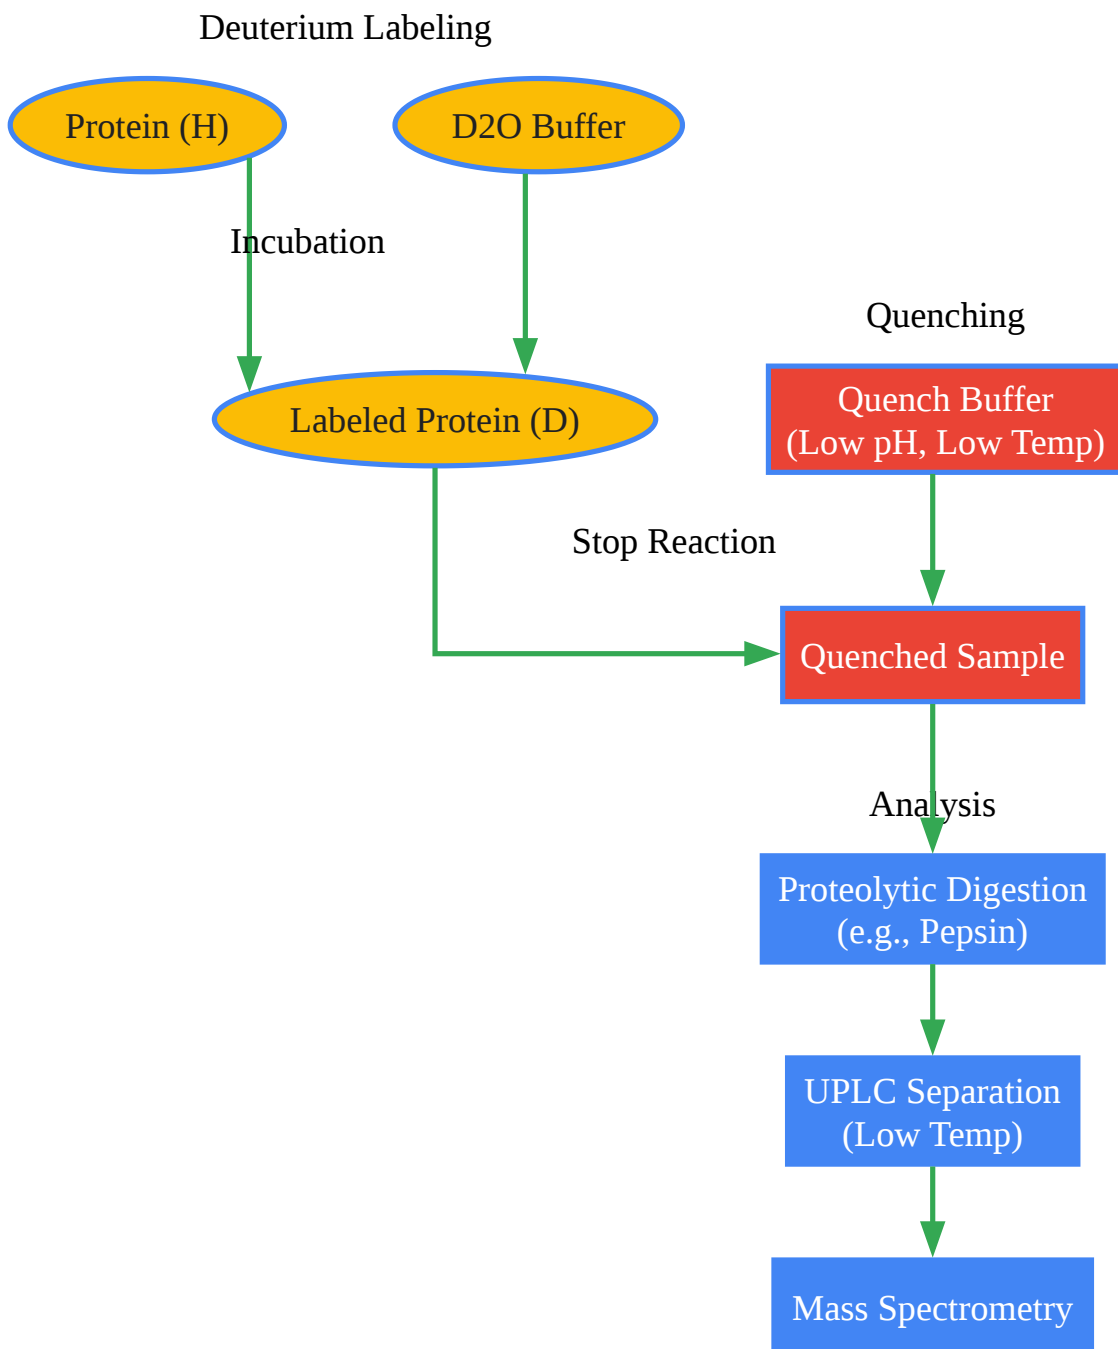 Deuterium Labeling
Protein (H)
D2O Buffer
Incubation
Labeled Protein (D)
Quenching
Quench Buffer
(Low pH, Low Temp)
Stop Reaction
Quenched Sample
Analysis
Proteolytic Digestion
(e.g., Pepsin)
UPLC Separation
(Low Temp)
Mass Spectrometry